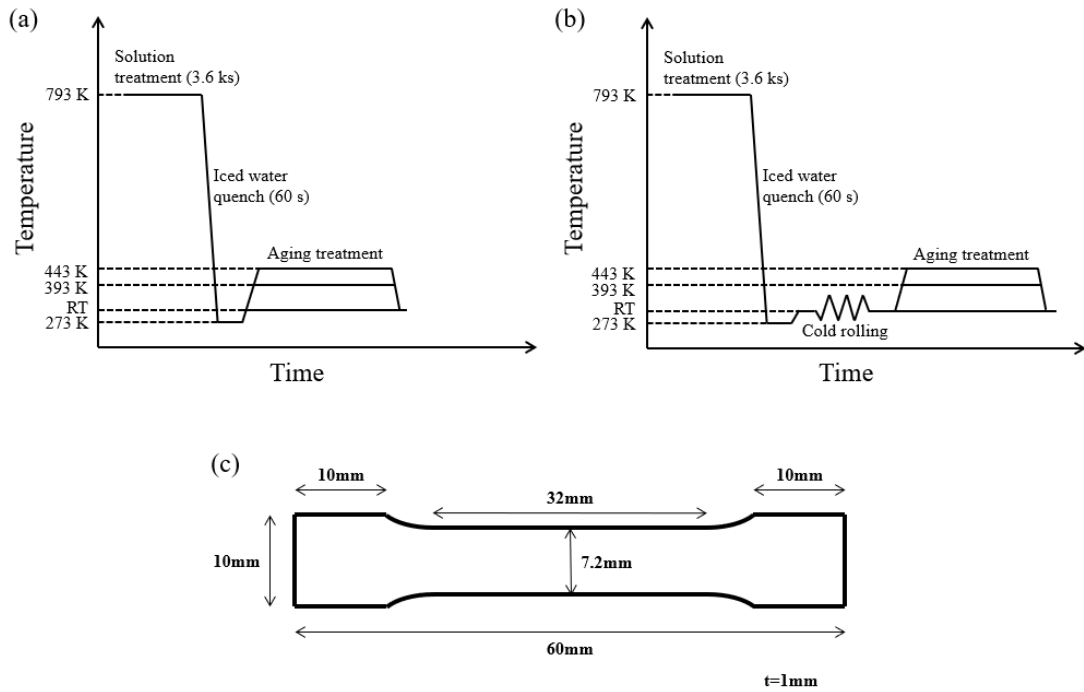 (a)
Temperature
Solution
treatment (3.6 ks)
793 K
Iced water
quench (60 s)
Aging treatment
443 K
393 K
RT
273 K
Time
(b)
Temperature
Solution
treatment (3.6 ks)
793 K
Iced water
quench (60 s)
Aging treatment
443 K
393 K
RT
273 K
Cold rolling
Time
(c)
10mm
10mm
32mm
10mm
7.2mm
60mm
t=1mm